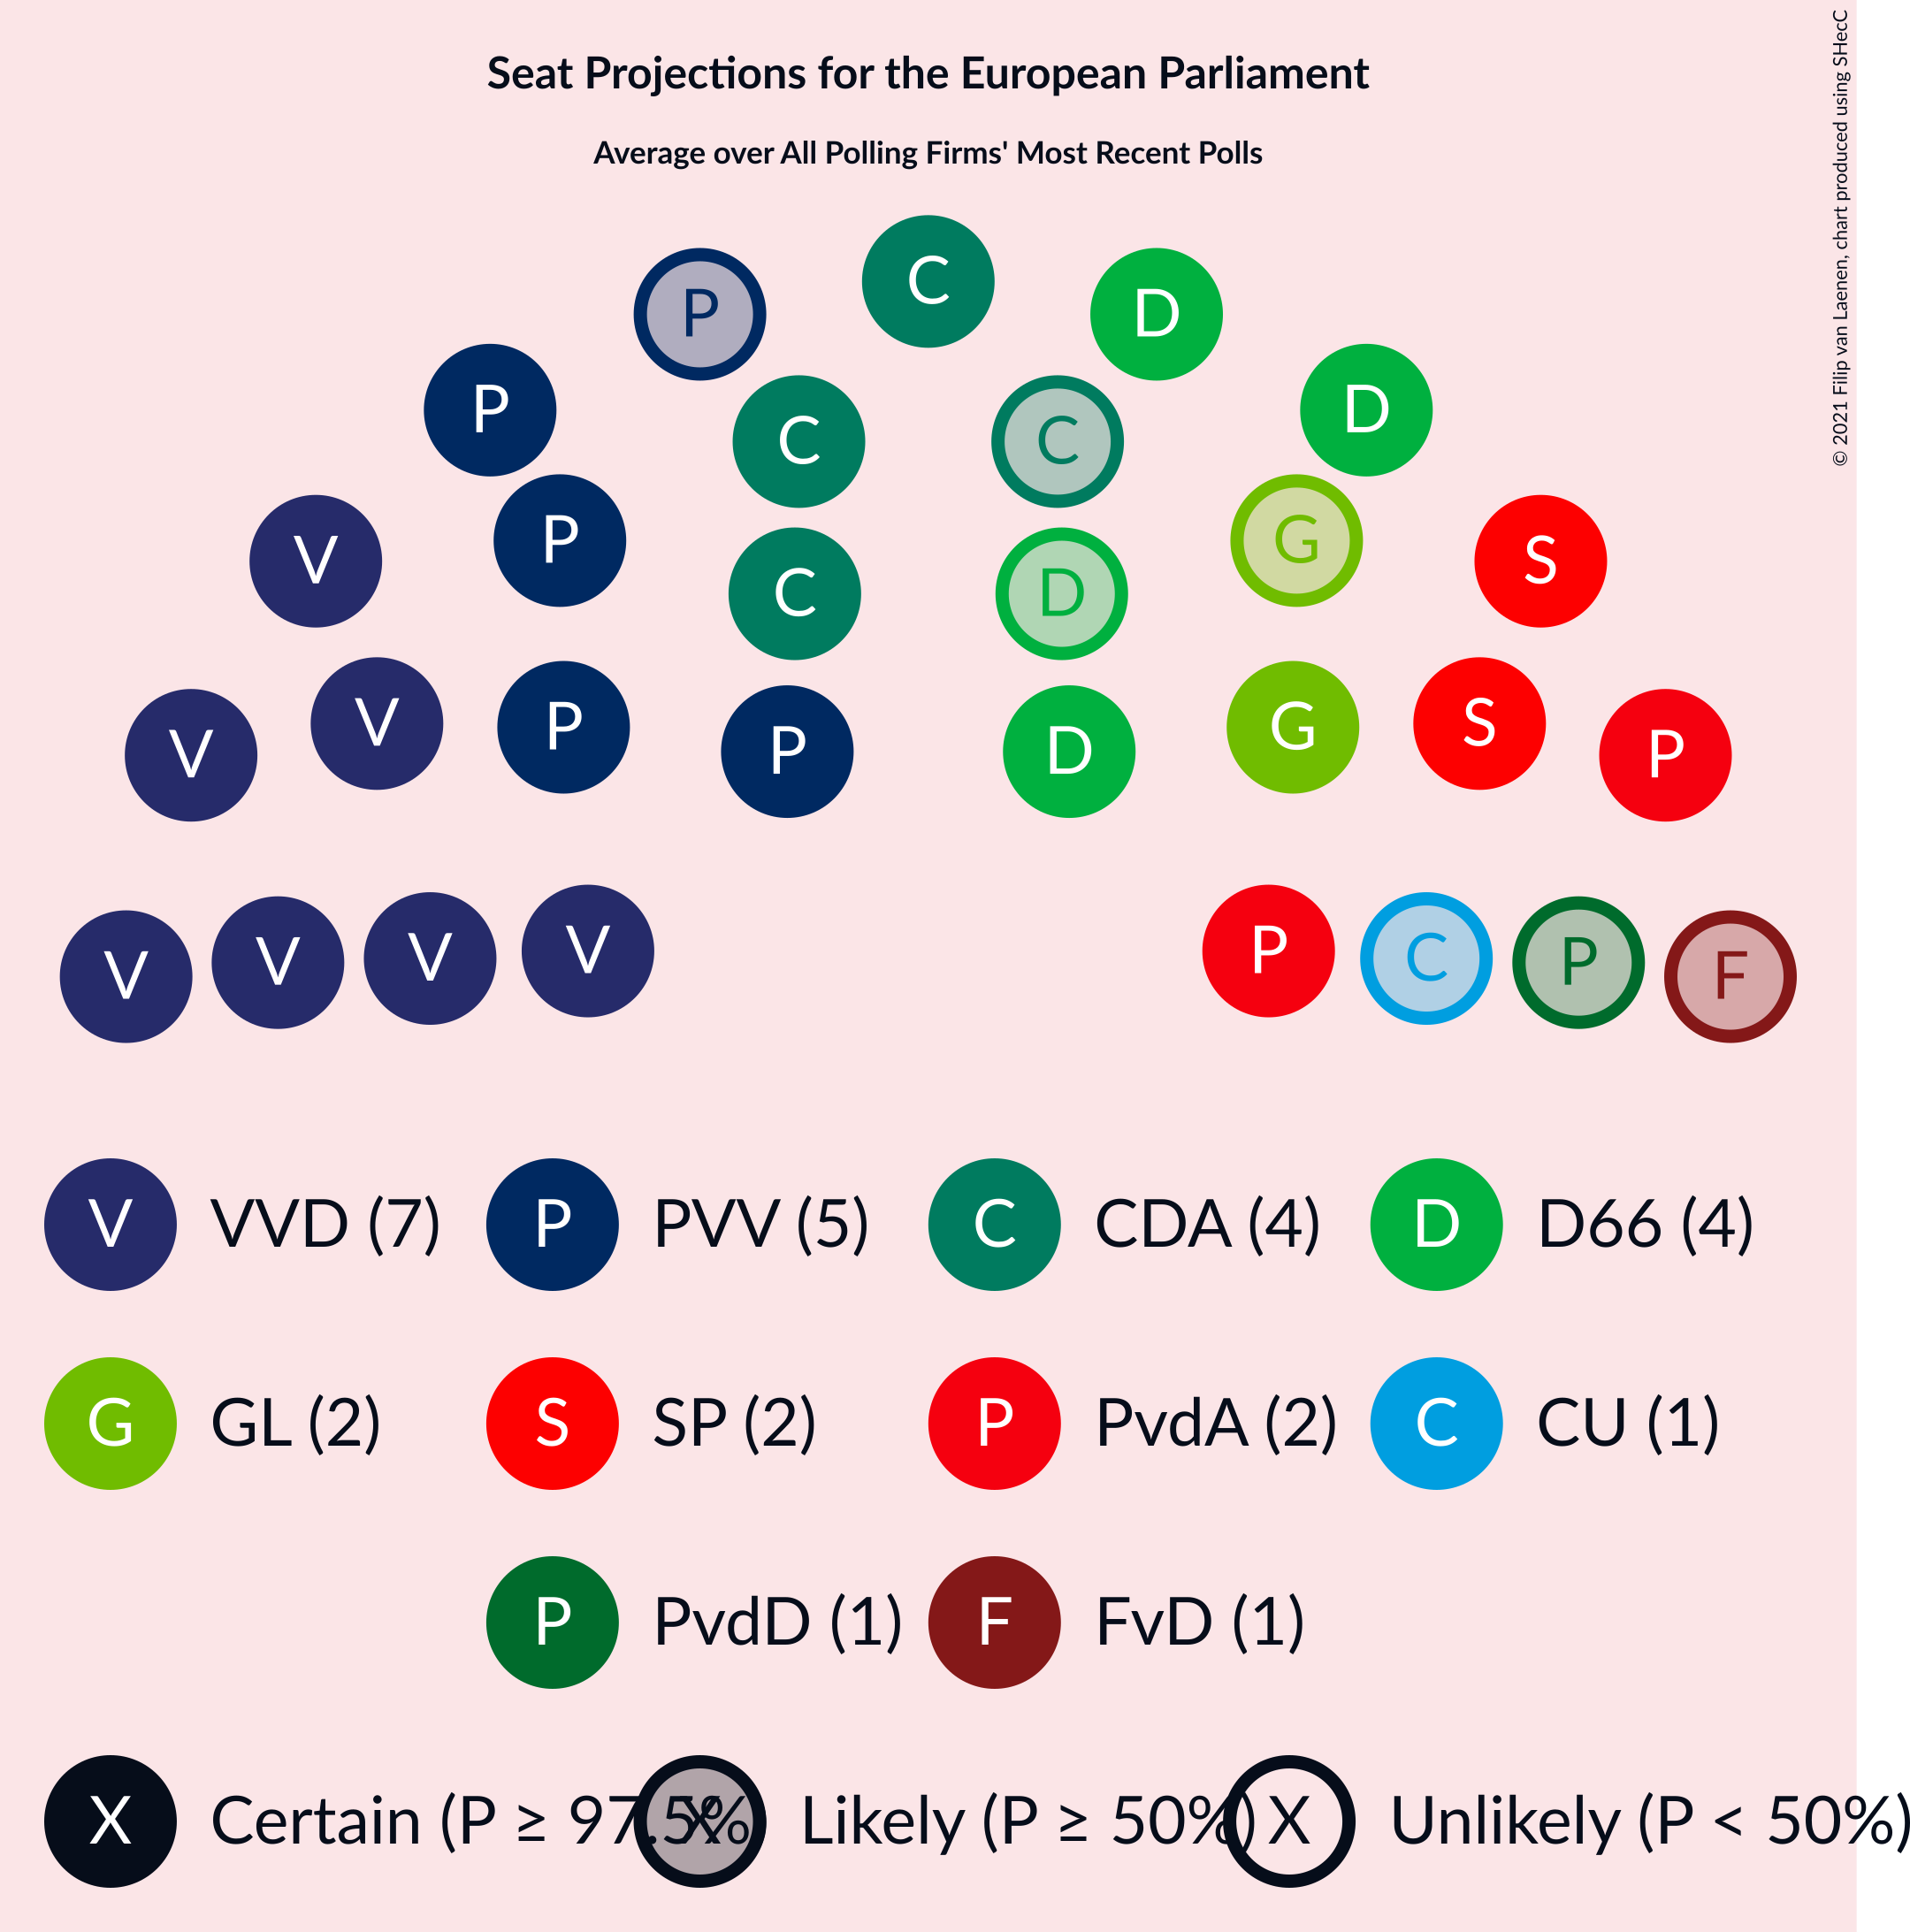 Seat Projections for the European Parliament
Average over All Polling Firms' Most Recent Polls
© 2021 Filip van Laenen, chart produced using SHecC
C
P D
P D
C C
P G
V S
C D
V S
P G
V P
P D
V P
V C
V P
V F
V VVD (7) P PVV (5) C CDA (4) D D66 (4)
G GL (2) S SP (2) P PvdA (2) C CU (1)
P PvdD (1) F FvD (1)
X Certain (P ≥ 97.5% X Likely (P ≥ 50%) X Unlikely (P < 50%)